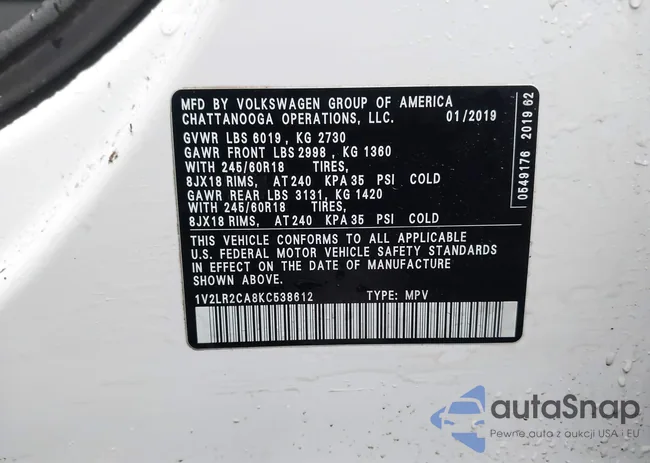 MFD BY VOLKSWAGEN GROUP OF AMERICA
CHATTANOOGA OPERATIONS, LLC. 01/2019
GVWR LBS 6019, KG 2730
GAWR FRONT LBS 2998, KG 1360
WITH 245/60R18 TIRES,
8JX18 RIMS, AT 240 KPA 35 PSI COLD
GAWR REAR LBS 3131, KG 1420
WITH 245/60R18 TIRES,
8JX18 RIMS, AT 240 KPA 35 PSI COLD
THIS VEHICLE CONFORMS TO ALL APPLICABLE
U.S. FEDERAL MOTOR VEHICLE SAFETY STANDARDS
IN EFFECT ON THE DATE OF MANUFACTURE
SHOWN ABOVE.
1V2LR2CA8KC538612 TYPE: MPV
0549176 2019 62
autoSnap
Pewne auta z aukcji USA i EU